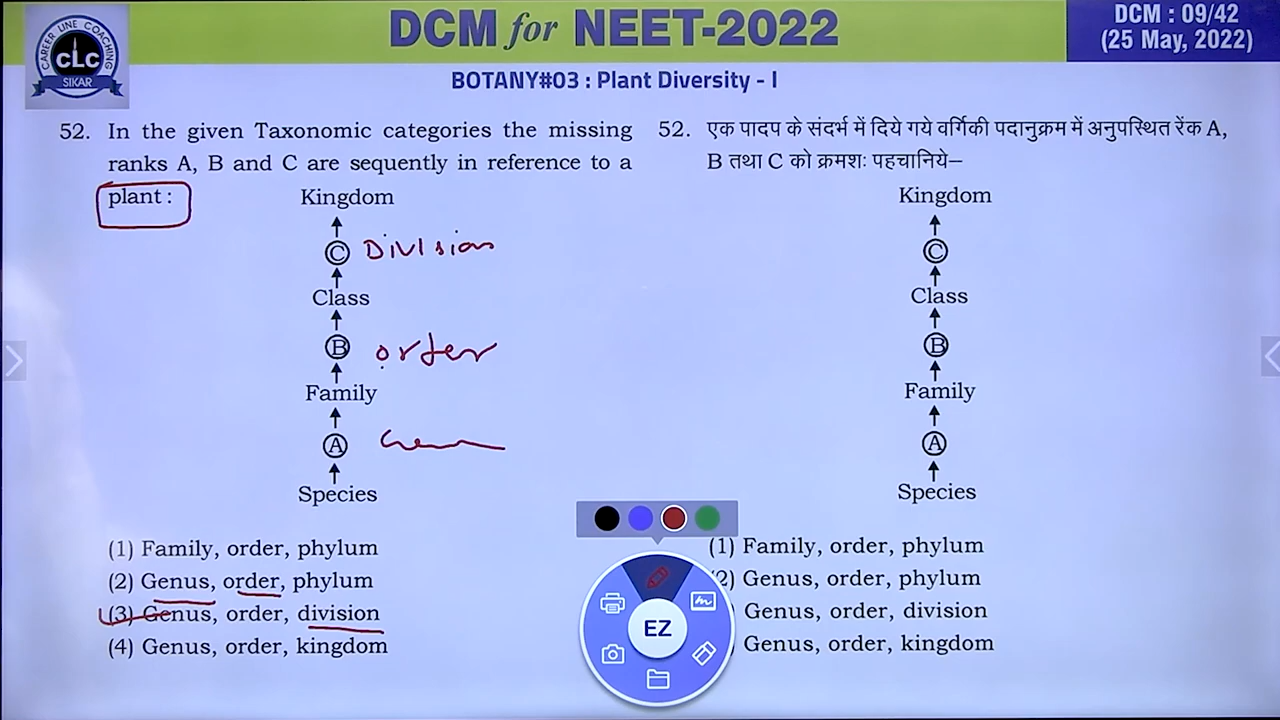 CAREER LINE COACHING
CLC
SIKAR
DCM for NEET-2022
DCM : 09/42
(25 May, 2022)
BOTANY#03 : Plant Diversity - I
52. In the given Taxonomic categories the missing
ranks A, B and C are sequently in reference to a
plant :
Kingdom
C Division
Class
B order
Family
A
Species
(1) Family, order, phylum
(2) Genus, order, phylum
(3) Genus, order, division
(4) Genus, order, kingdom
52. एक पादप के संदर्भ में दिये गये वर्गिकी पदानुक्रम में अनुपस्थित रेंक A,
B तथा C को क्रमशः पहचानिये–
Kingdom
C
Class
B
Family
A
Species
(1) Family, order, phylum
2) Genus, order, phylum
Genus, order, division
Genus, order, kingdom
EZ